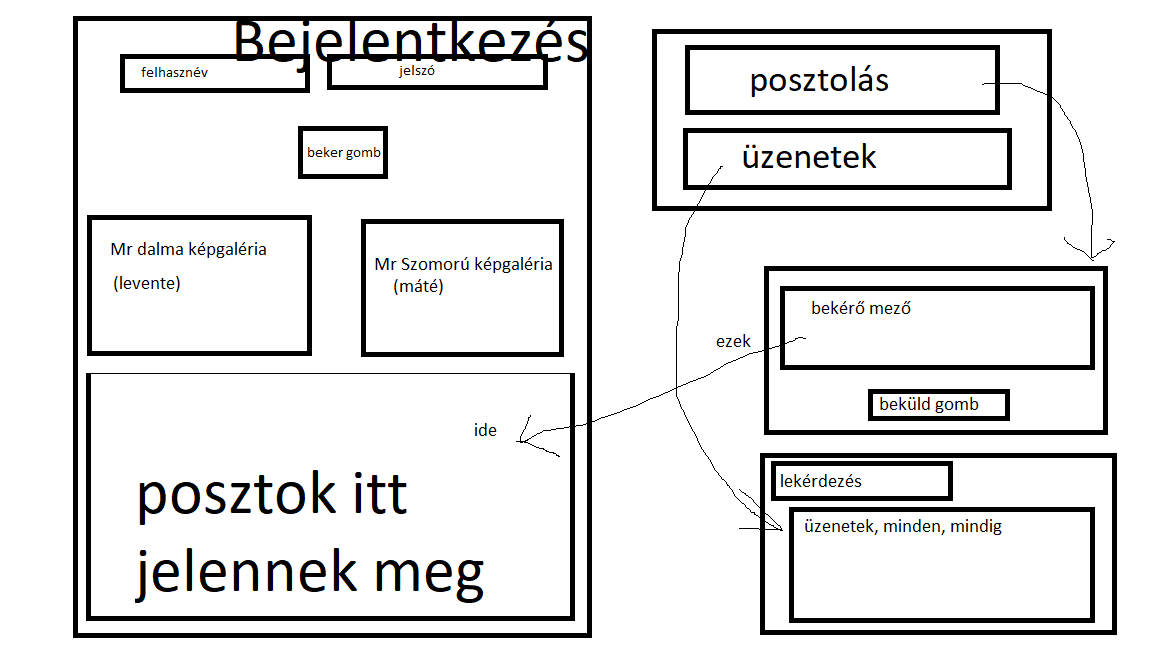 Bejelentkezés
felhasznév
jelszó
beker gomb
Mr dalma képgaléria
(levente)
Mr Szomorú képgaléria
(máté)
ide
posztok itt
jelennek meg
posztolás
üzenetek
ezek
bekérő mező
beküld gomb
lekérdezés
üzenetek, minden, mindig